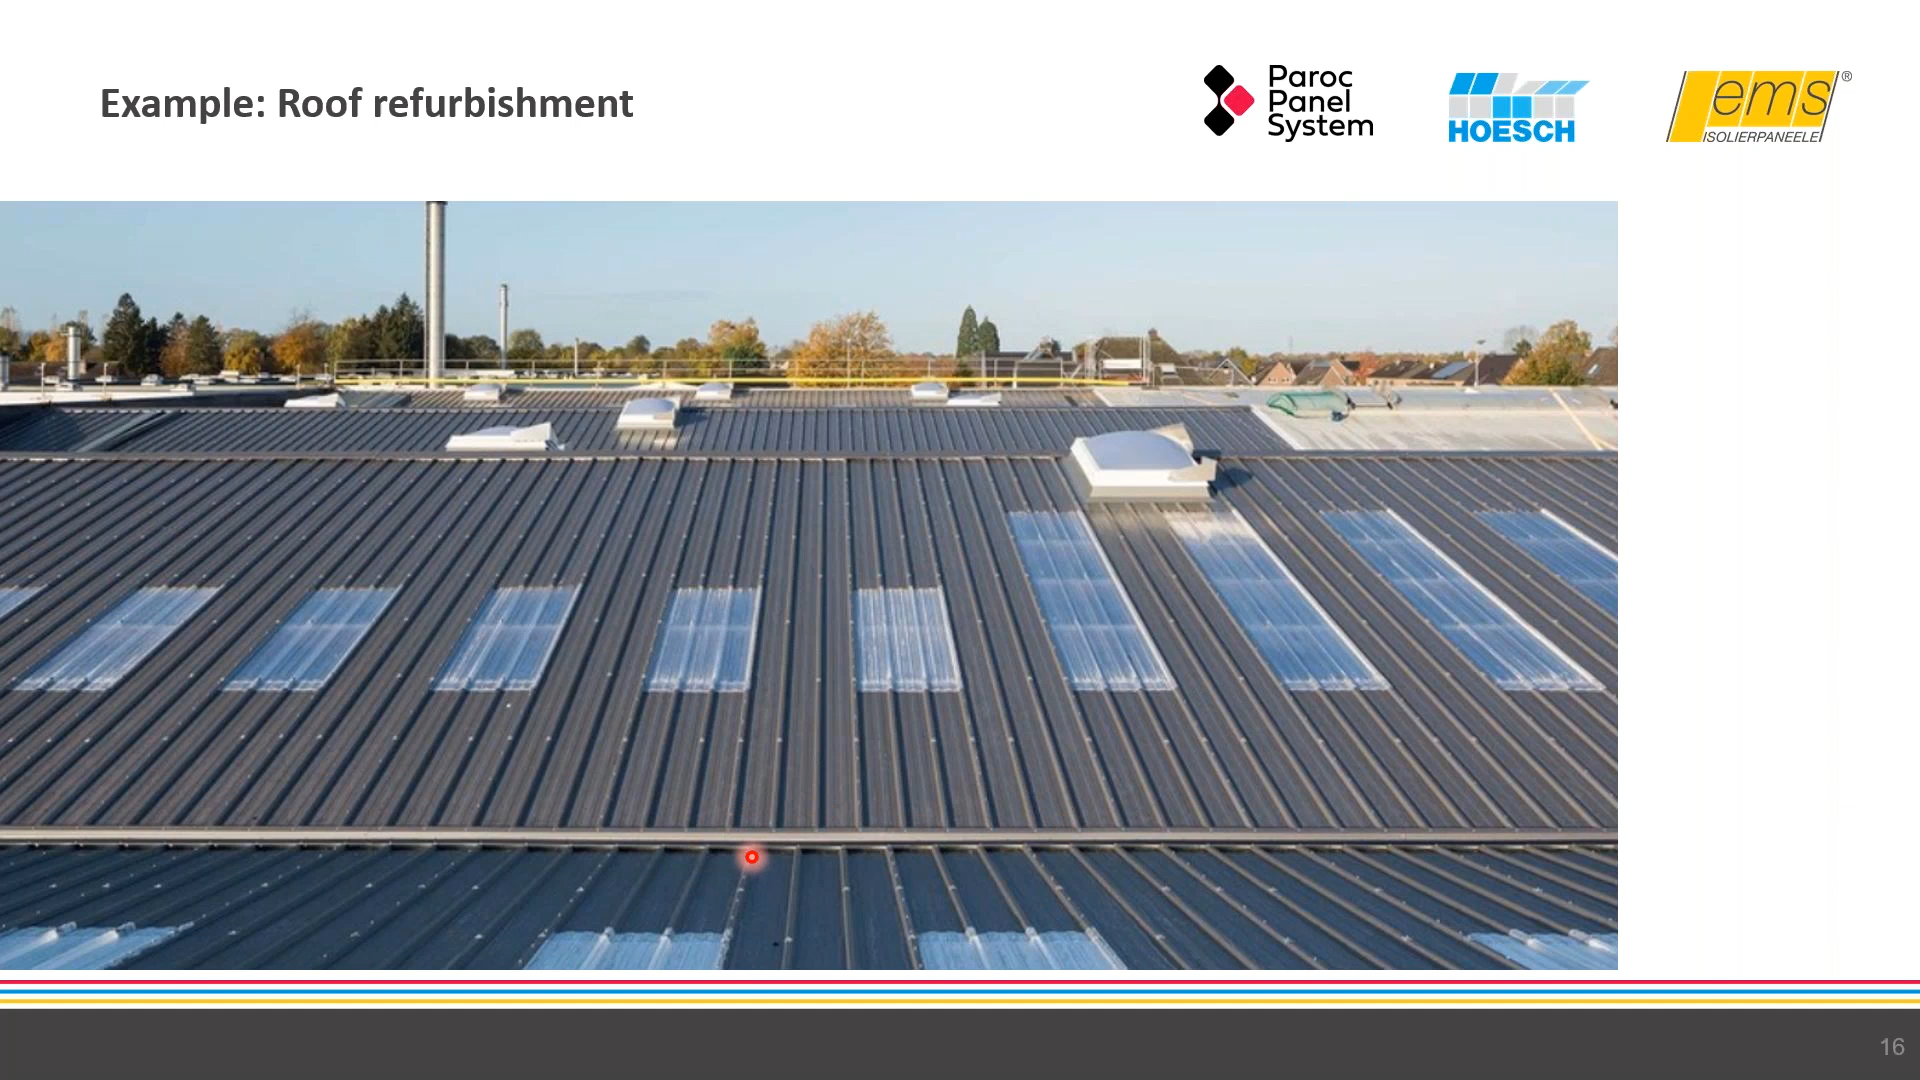 Example: Roof refurbishment
Paroc
Panel
System
HOESCH
ems
®
ISOLIERPANEELE
16